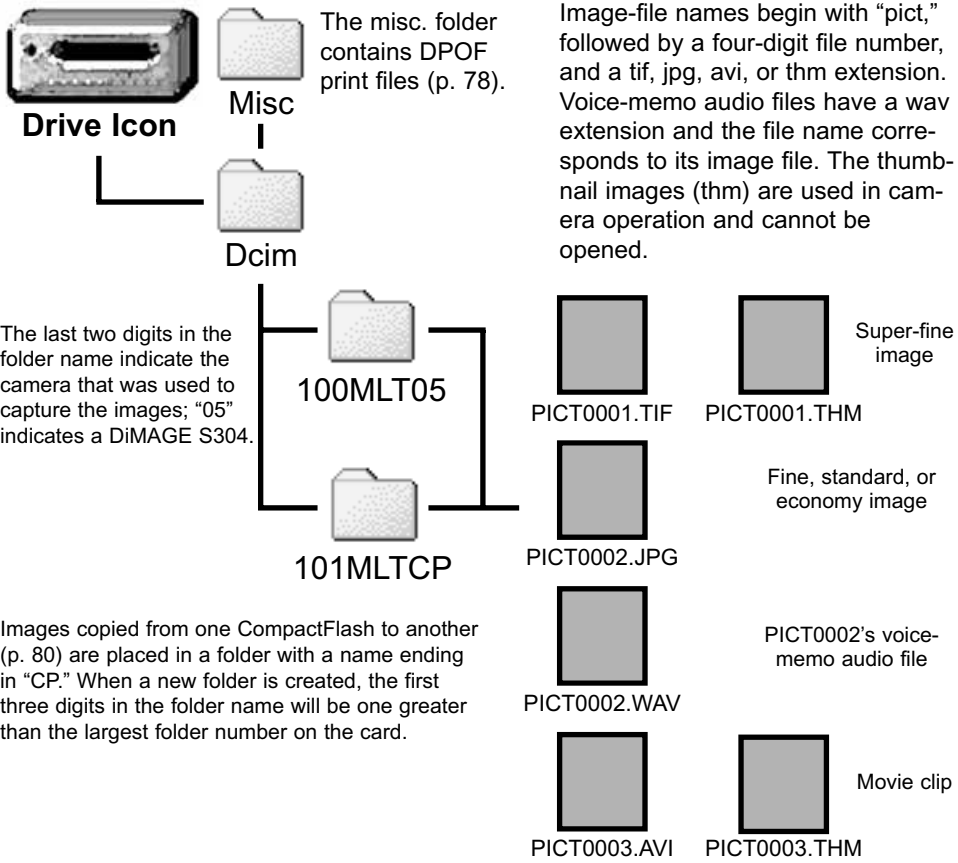 Drive Icon
Misc
The misc. folder
contains DPOF
print files (p. 78).
Image-file names begin with “pict,”
followed by a four-digit file number,
and a tif, jpg, avi, or thm extension.
Voice-memo audio files have a wav
extension and the file name corre-
sponds to its image file. The thumb-
nail images (thm) are used in cam-
era operation and cannot be
opened.
Dcim
The last two digits in the
folder name indicate the
camera that was used to
capture the images; “05”
indicates a DiMAGE S304.
100MLT05
101MLTCP
Images copied from one CompactFlash to another
(p. 80) are placed in a folder with a name ending
in “CP.” When a new folder is created, the first
three digits in the folder name will be one greater
than the largest folder number on the card.
PICT0001.TIF
PICT0001.THM
Super-fine
image
PICT0002.JPG
Fine, standard, or
economy image
PICT0002.WAV
PICT0002’s voice-
memo audio file
PICT0003.AVI
PICT0003.THM
Movie clip